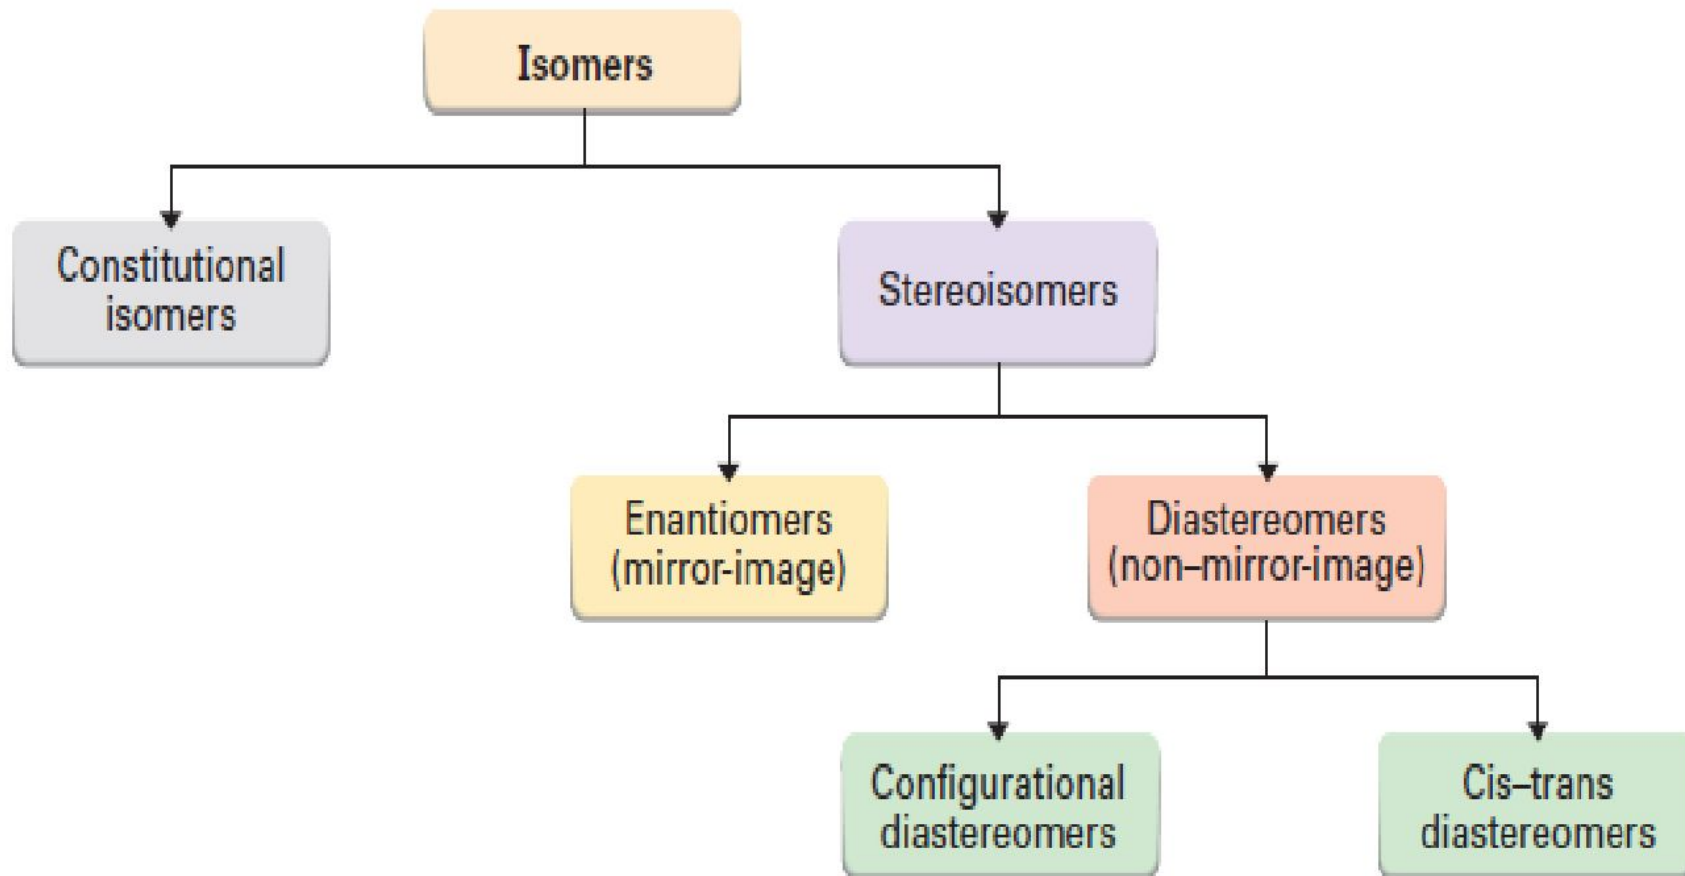 Isomers
Constitutional
isomers
Stereoisomers
Enantiomers
(mirror-image)
Diastereomers
(non–mirror-image)
Configurational
diastereomers
Cis–trans
diastereomers